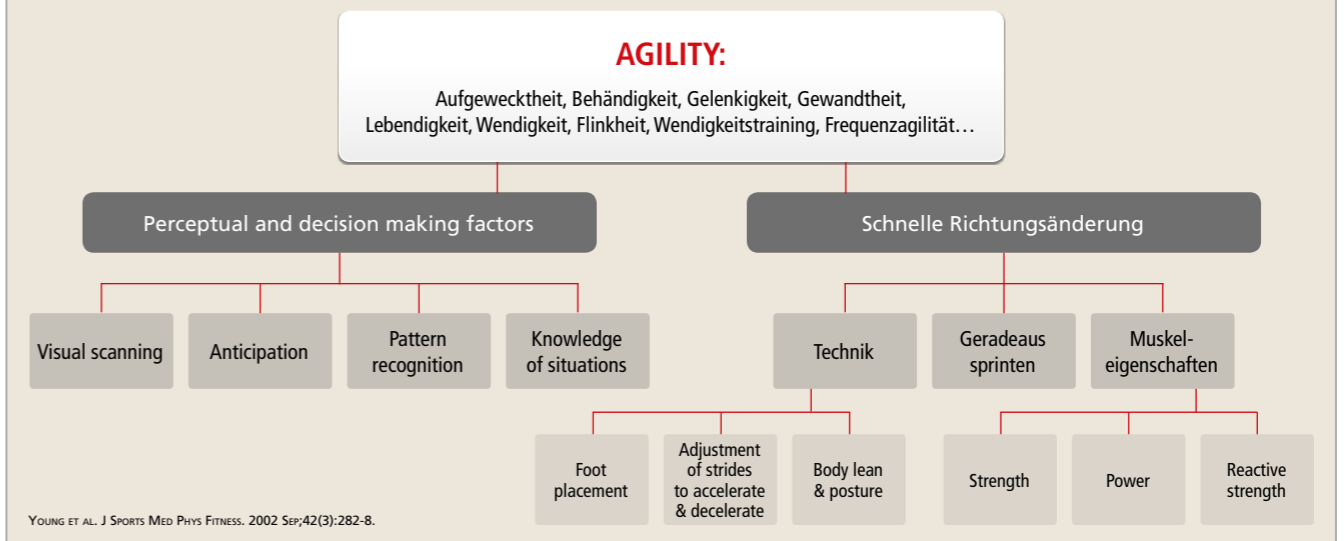 AGILITY:
Aufgewecktheit, Behändigkeit, Gelenkigkeit, Gewandtheit,
Lebendigkeit, Wendigkeit, Flinkheit, Wendigkeitstraining, Frequenzagilität…
Perceptual and decision making factors
Schnelle Richtungsänderung
Visual scanning
Anticipation
Pattern
recognition
Knowledge
of situations
Technik
Geradeaus
sprinten
Muskel-
eigenschaften
Foot
placement
Adjustment
of strides
to accelerate
& decelerate
Body lean
& posture
Strength
Power
Reactive
strength
YOUNG ET AL. J SPORTS MED PHYS FITNESS. 2002 SEP;42(3):282-8.